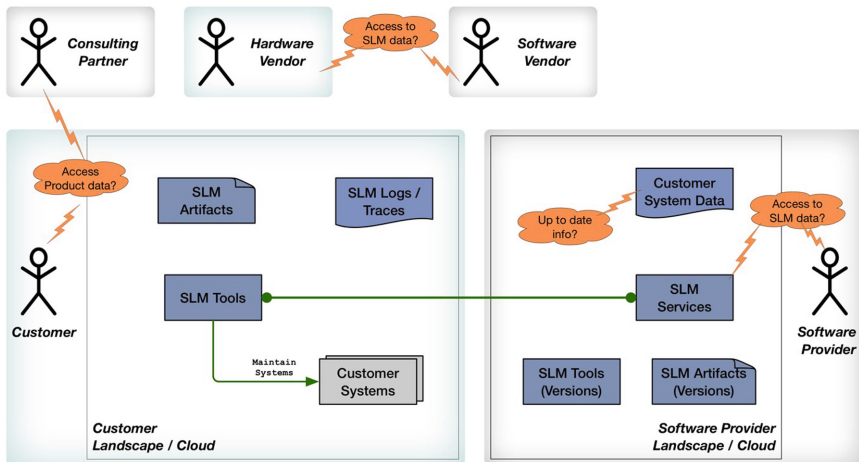 Consulting
Partner
Hardware
Vendor
Access to
SLM data?
Software
Vendor
Access
Product data?
SLM
Artifacts
SLM Logs /
Traces
Customer
System Data
Up to date
info?
Access to
SLM data?
Customer
SLM Tools
SLM
Services
Software
Provider
Maintain
Systems
Customer
Systems
SLM Tools
(Versions)
SLM Artifacts
(Versions)
Customer
Landscape / Cloud
Software Provider
Landscape / Cloud